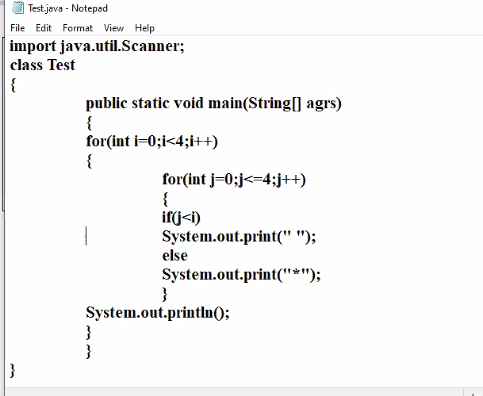 Test.java - Notepad
File Edit Format View Help
import java.util.Scanner;
class Test
{
public static void main(String[] agrs)
{
for(int i=0;i<4;i++)
{
for(int j=0;j<=4;j++)
{
if(j<i)
System.out.print(" ");
else
System.out.print("*");
}
System.out.println();
}
}
}